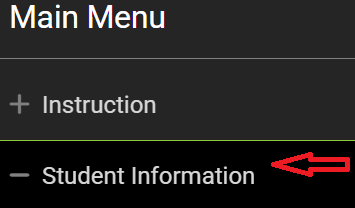 Main Menu
+ Instruction
− Student Information